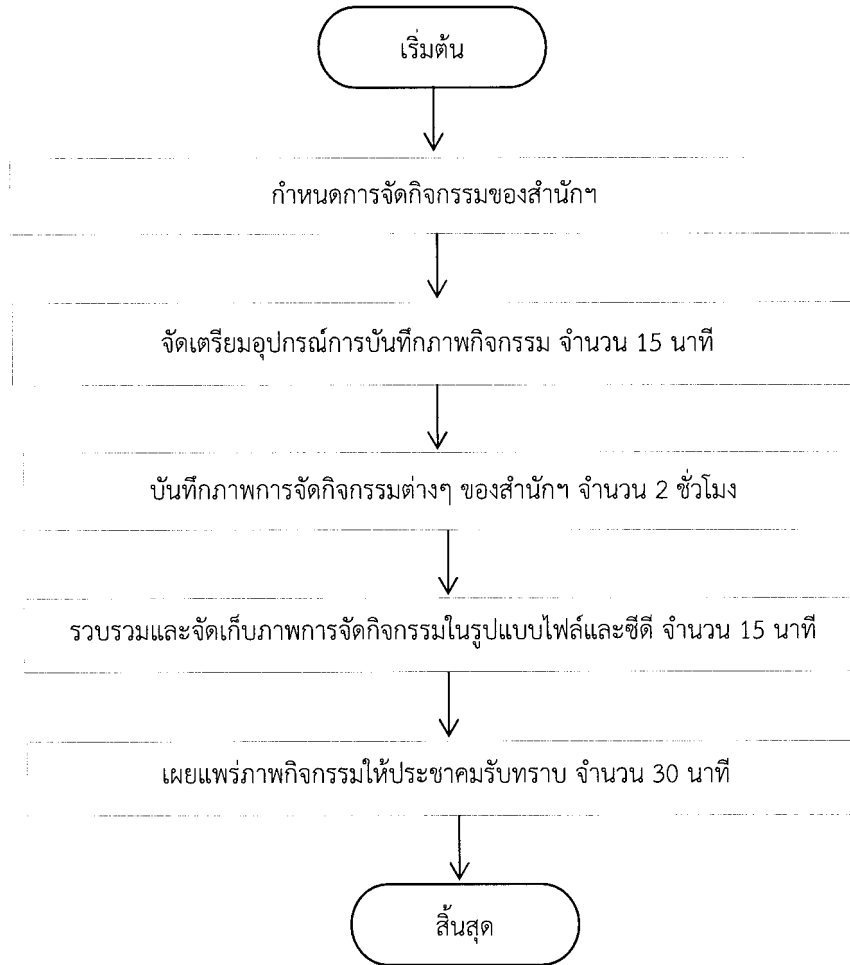 เริ่มต้น
กำหนดการจัดกิจกรรมของสำนักฯ
จัดเตรียมอุปกรณ์การบันทึกภาพกิจกรรม จำนวน 15 นาที
บันทึกภาพการจัดกิจกรรมต่างๆ ของสำนักฯ จำนวน 2 ชั่วโมง
รวบรวมและจัดเก็บภาพการจัดกิจกรรมในรูปแบบไฟล์และซีดี จำนวน 15 นาที
เผยแพร่ภาพกิจกรรมให้ประชาคมรับทราบ จำนวน 30 นาที
สิ้นสุด